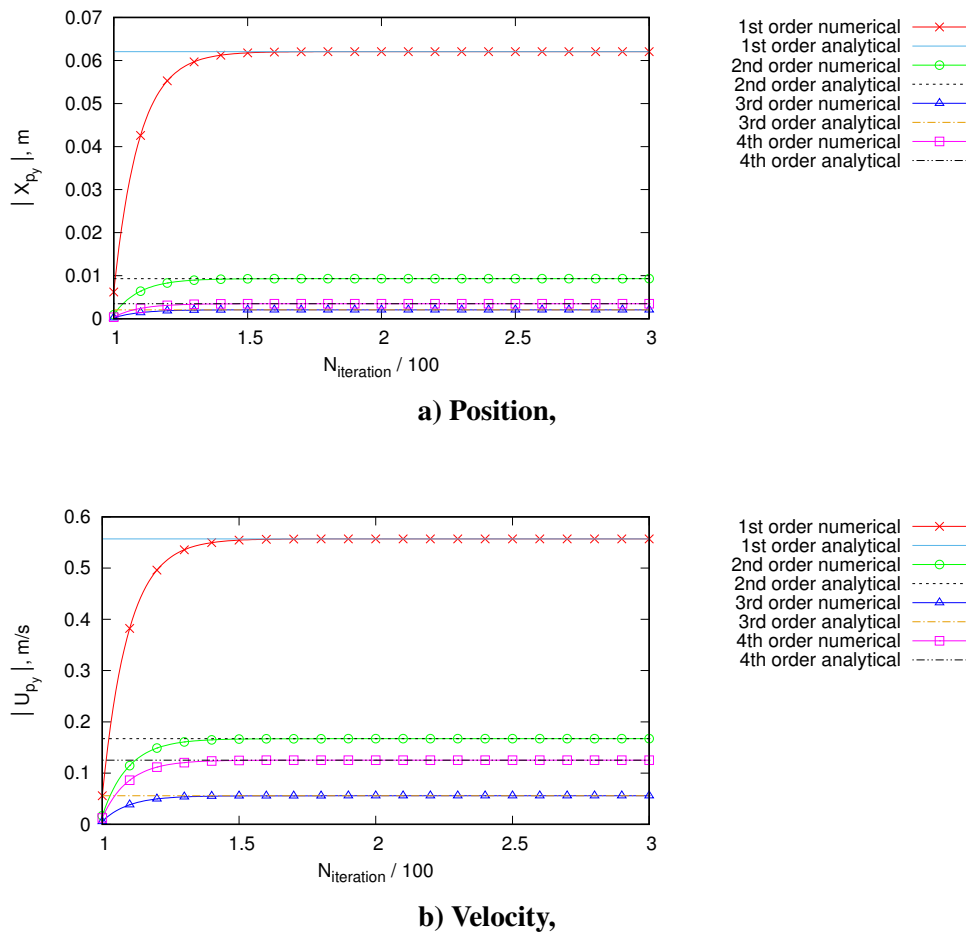 0.07
0.06
0.05
0.04
0.03
0.02
0.01
0
| X_{p_y} |, m
1 1.5 2 2.5 3
N_{iteration} / 100
1st order numerical
1st order analytical
2nd order numerical
2nd order analytical
3rd order numerical
3rd order analytical
4th order numerical
4th order analytical
a) Position,
0.6
0.5
0.4
0.3
0.2
0.1
0
| U_{p_y} |, m/s
1 1.5 2 2.5 3
N_{iteration} / 100
1st order numerical
1st order analytical
2nd order numerical
2nd order analytical
3rd order numerical
3rd order analytical
4th order numerical
4th order analytical
b) Velocity,